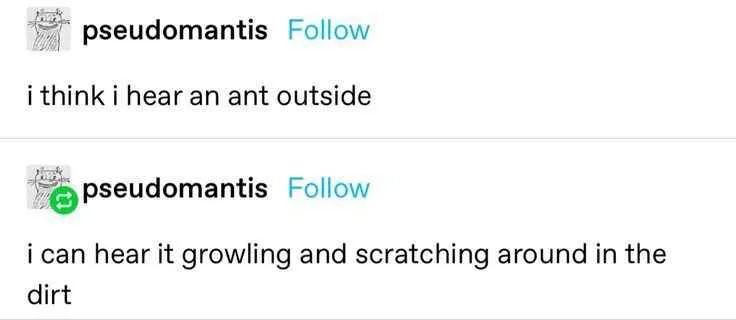 pseudomantis Follow
i think i hear an ant outside
pseudomantis Follow
i can hear it growling and scratching around in the
dirt